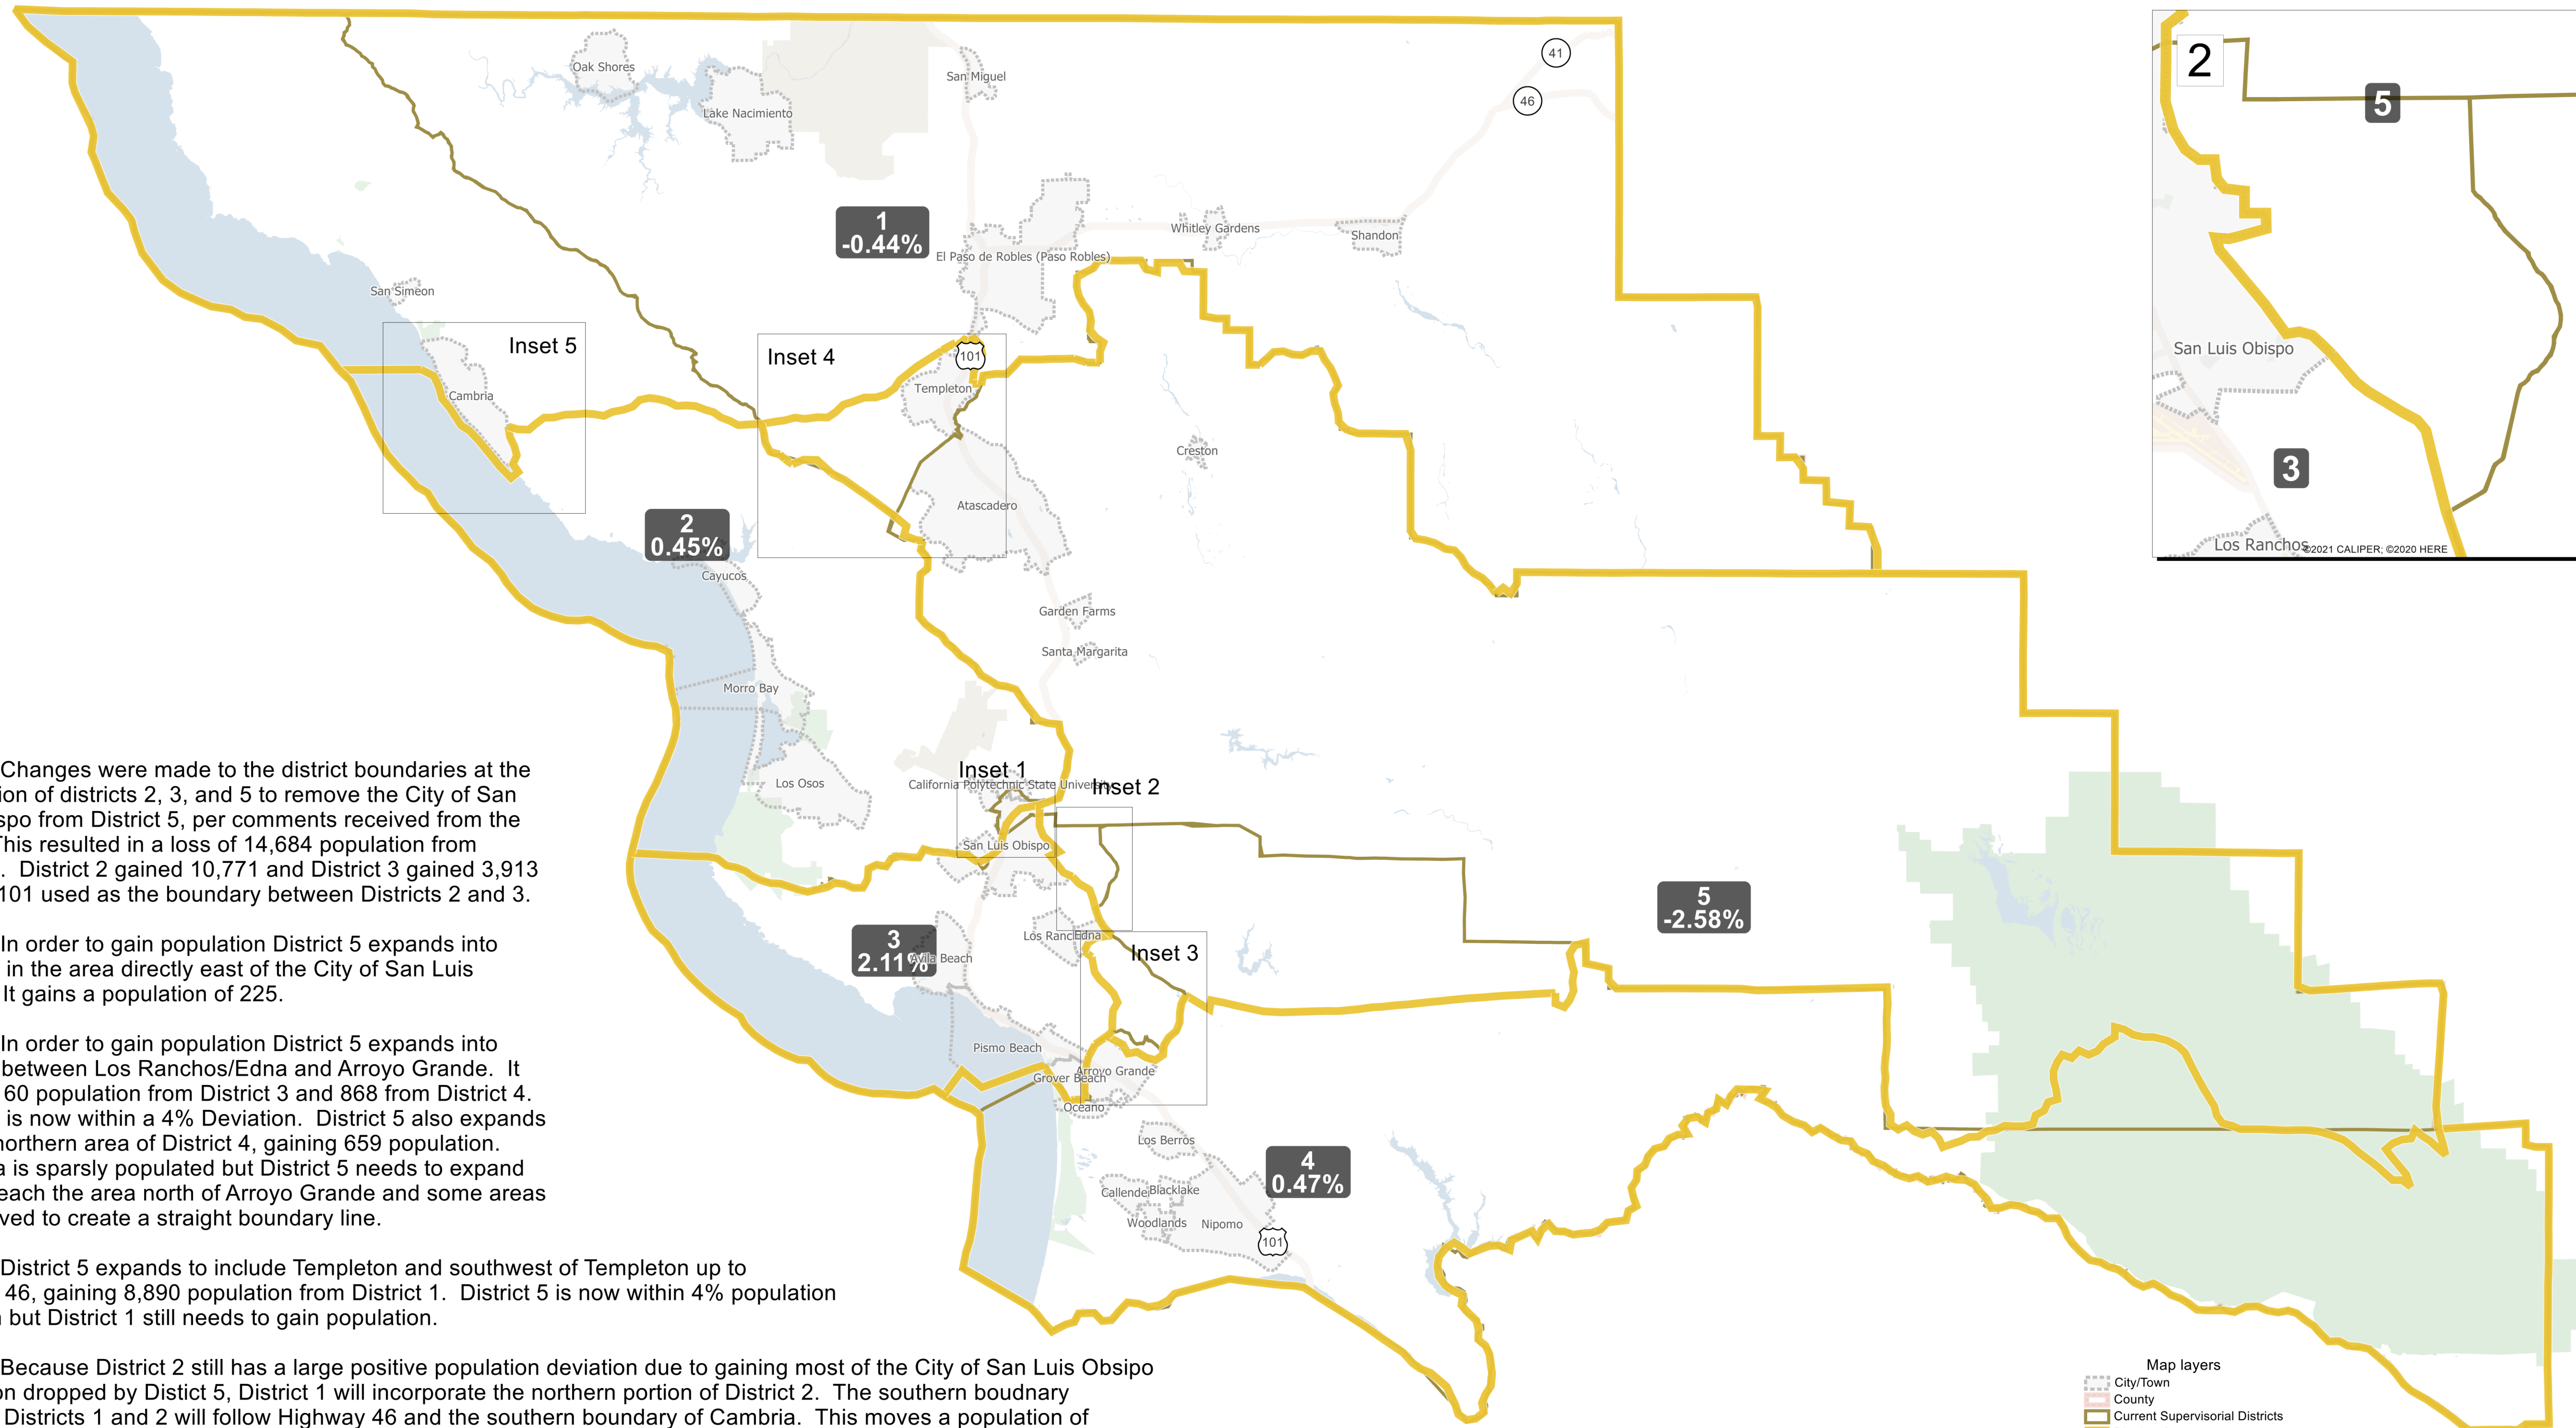 41
2
46
5
Oak Shores
San Miguel
Lake Nacimiento
1
-0.44%
Whitley Gardens
Shandon
El Paso de Robles (Paso Robles)
San Simeon
Inset 5
Inset 4
101
San Luis Obispo
Templeton
Cambria
Creston
3
Atascadero
2
0.45%
Los Ranchos
©2021 CALIPER; ©2020 HERE
Cayucos
Garden Farms
Santa Margarita
Morro Bay
Inset 1
California Polytechnic State University
Inset 2
Los Osos
San Luis Obispo
Changes were made to the district boundaries at the
ion of districts 2, 3, and 5 to remove the City of San
spo from District 5, per comments received from the
This resulted in a loss of 14,684 population from
. District 2 gained 10,771 and District 3 gained 3,913
101 used as the boundary between Districts 2 and 3.
5
-2.58%
3
2.11%
Avila Beach
Los Ranc
Edna
Inset 3
In order to gain population District 5 expands into
in the area directly east of the City of San Luis
It gains a population of 225.
In order to gain population District 5 expands into
between Los Ranchos/Edna and Arroyo Grande. It
60 population from District 3 and 868 from District 4.
is now within a 4% Deviation. District 5 also expands
northern area of District 4, gaining 659 population.
a is sparsly populated but District 5 needs to expand
each the area north of Arroyo Grande and some areas
ved to create a straight boundary line.
Pismo Beach
Arroyo Grande
Grover Beach
Oceano
Los Berros
4
0.47%
Callende
Blacklake
Woodlands
Nipomo
101
District 5 expands to include Templeton and southwest of Templeton up to
46, gaining 8,890 population from District 1. District 5 is now within 4% population
but District 1 still needs to gain population.
Because District 2 still has a large positive population deviation due to gaining most of the City of San Luis Obsipo
on dropped by Distict 5, District 1 will incorporate the northern portion of District 2. The southern boudnary
Districts 1 and 2 will follow Highway 46 and the southern boundary of Cambria. This moves a population of
Map layers
City/Town
County
Current Supervisorial Districts